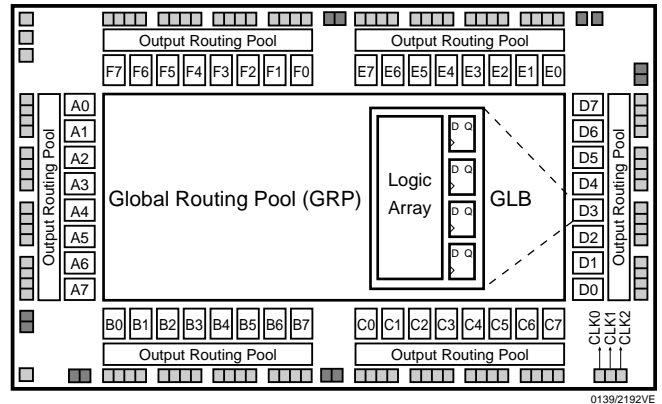 Output Routing Pool
Output Routing Pool
F7 F6 F5 F4 F3 F2 F1 F0
E7 E6 E5 E4 E3 E2 E1 E0
Output Routing Pool
A0
A1
A2
A3
A4
A5
A6
A7
Global Routing Pool (GRP)
Logic
Array
D Q
D Q
D Q
D Q
GLB
D7
D6
D5
D4
D3
D2
D1
D0
Output Routing Pool
B0 B1 B2 B3 B4 B5 B6 B7
C0 C1 C2 C3 C4 C5 C6 C7
Output Routing Pool
Output Routing Pool
CLK0
CLK1
CLK2
0139/2192VE